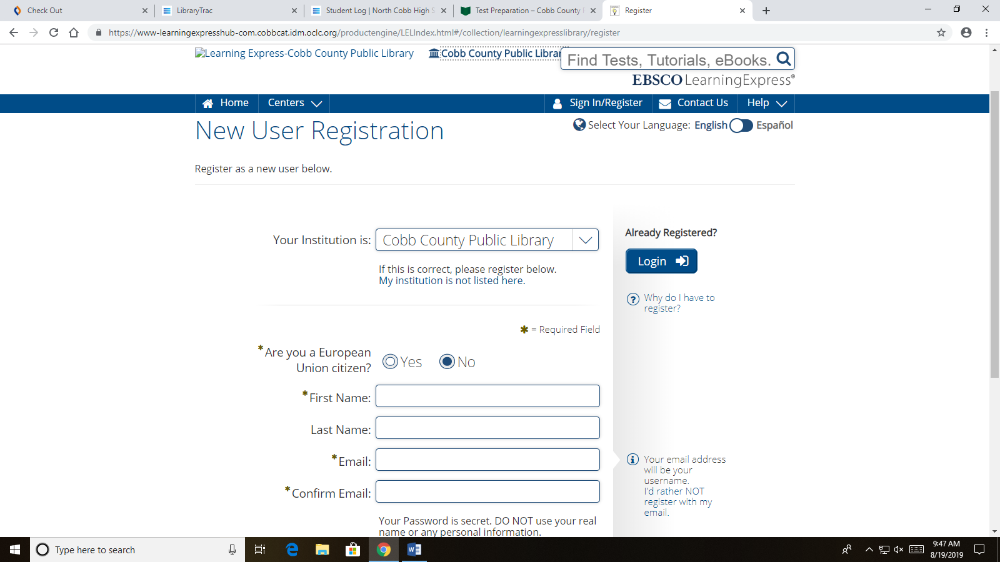 Check Out
LibraryTrac
Student Log | North Cobb High S
Test Preparation – Cobb County P
Register
https://www-learningexpresshub-com.cobbcat.idm.oclc.org/productengine/LELIndex.html#/collection/learningexpresslibrary/register
Learning Express-Cobb County Public Library
Cobb County Public Librar
Find Tests, Tutorials, eBooks.
EBSCO LearningExpress®
Home
Centers
Sign In/Register
Contact Us
Help
New User Registration
Select Your Language: English Español
Register as a new user below.
Your Institution is: Cobb County Public Library
If this is correct, please register below.
My institution is not listed here.
Already Registered?
Login
Why do I have to
register?
* = Required Field
*Are you a European
Union citizen?
Yes No
*First Name:
Last Name:
*Email:
*Confirm Email:
Your email address
will be your
username.
I'd rather NOT
register with my
email.
Your Password is secret. DO NOT use your real
name or any personal information.
Type here to search
9:47 AM
8/19/2019